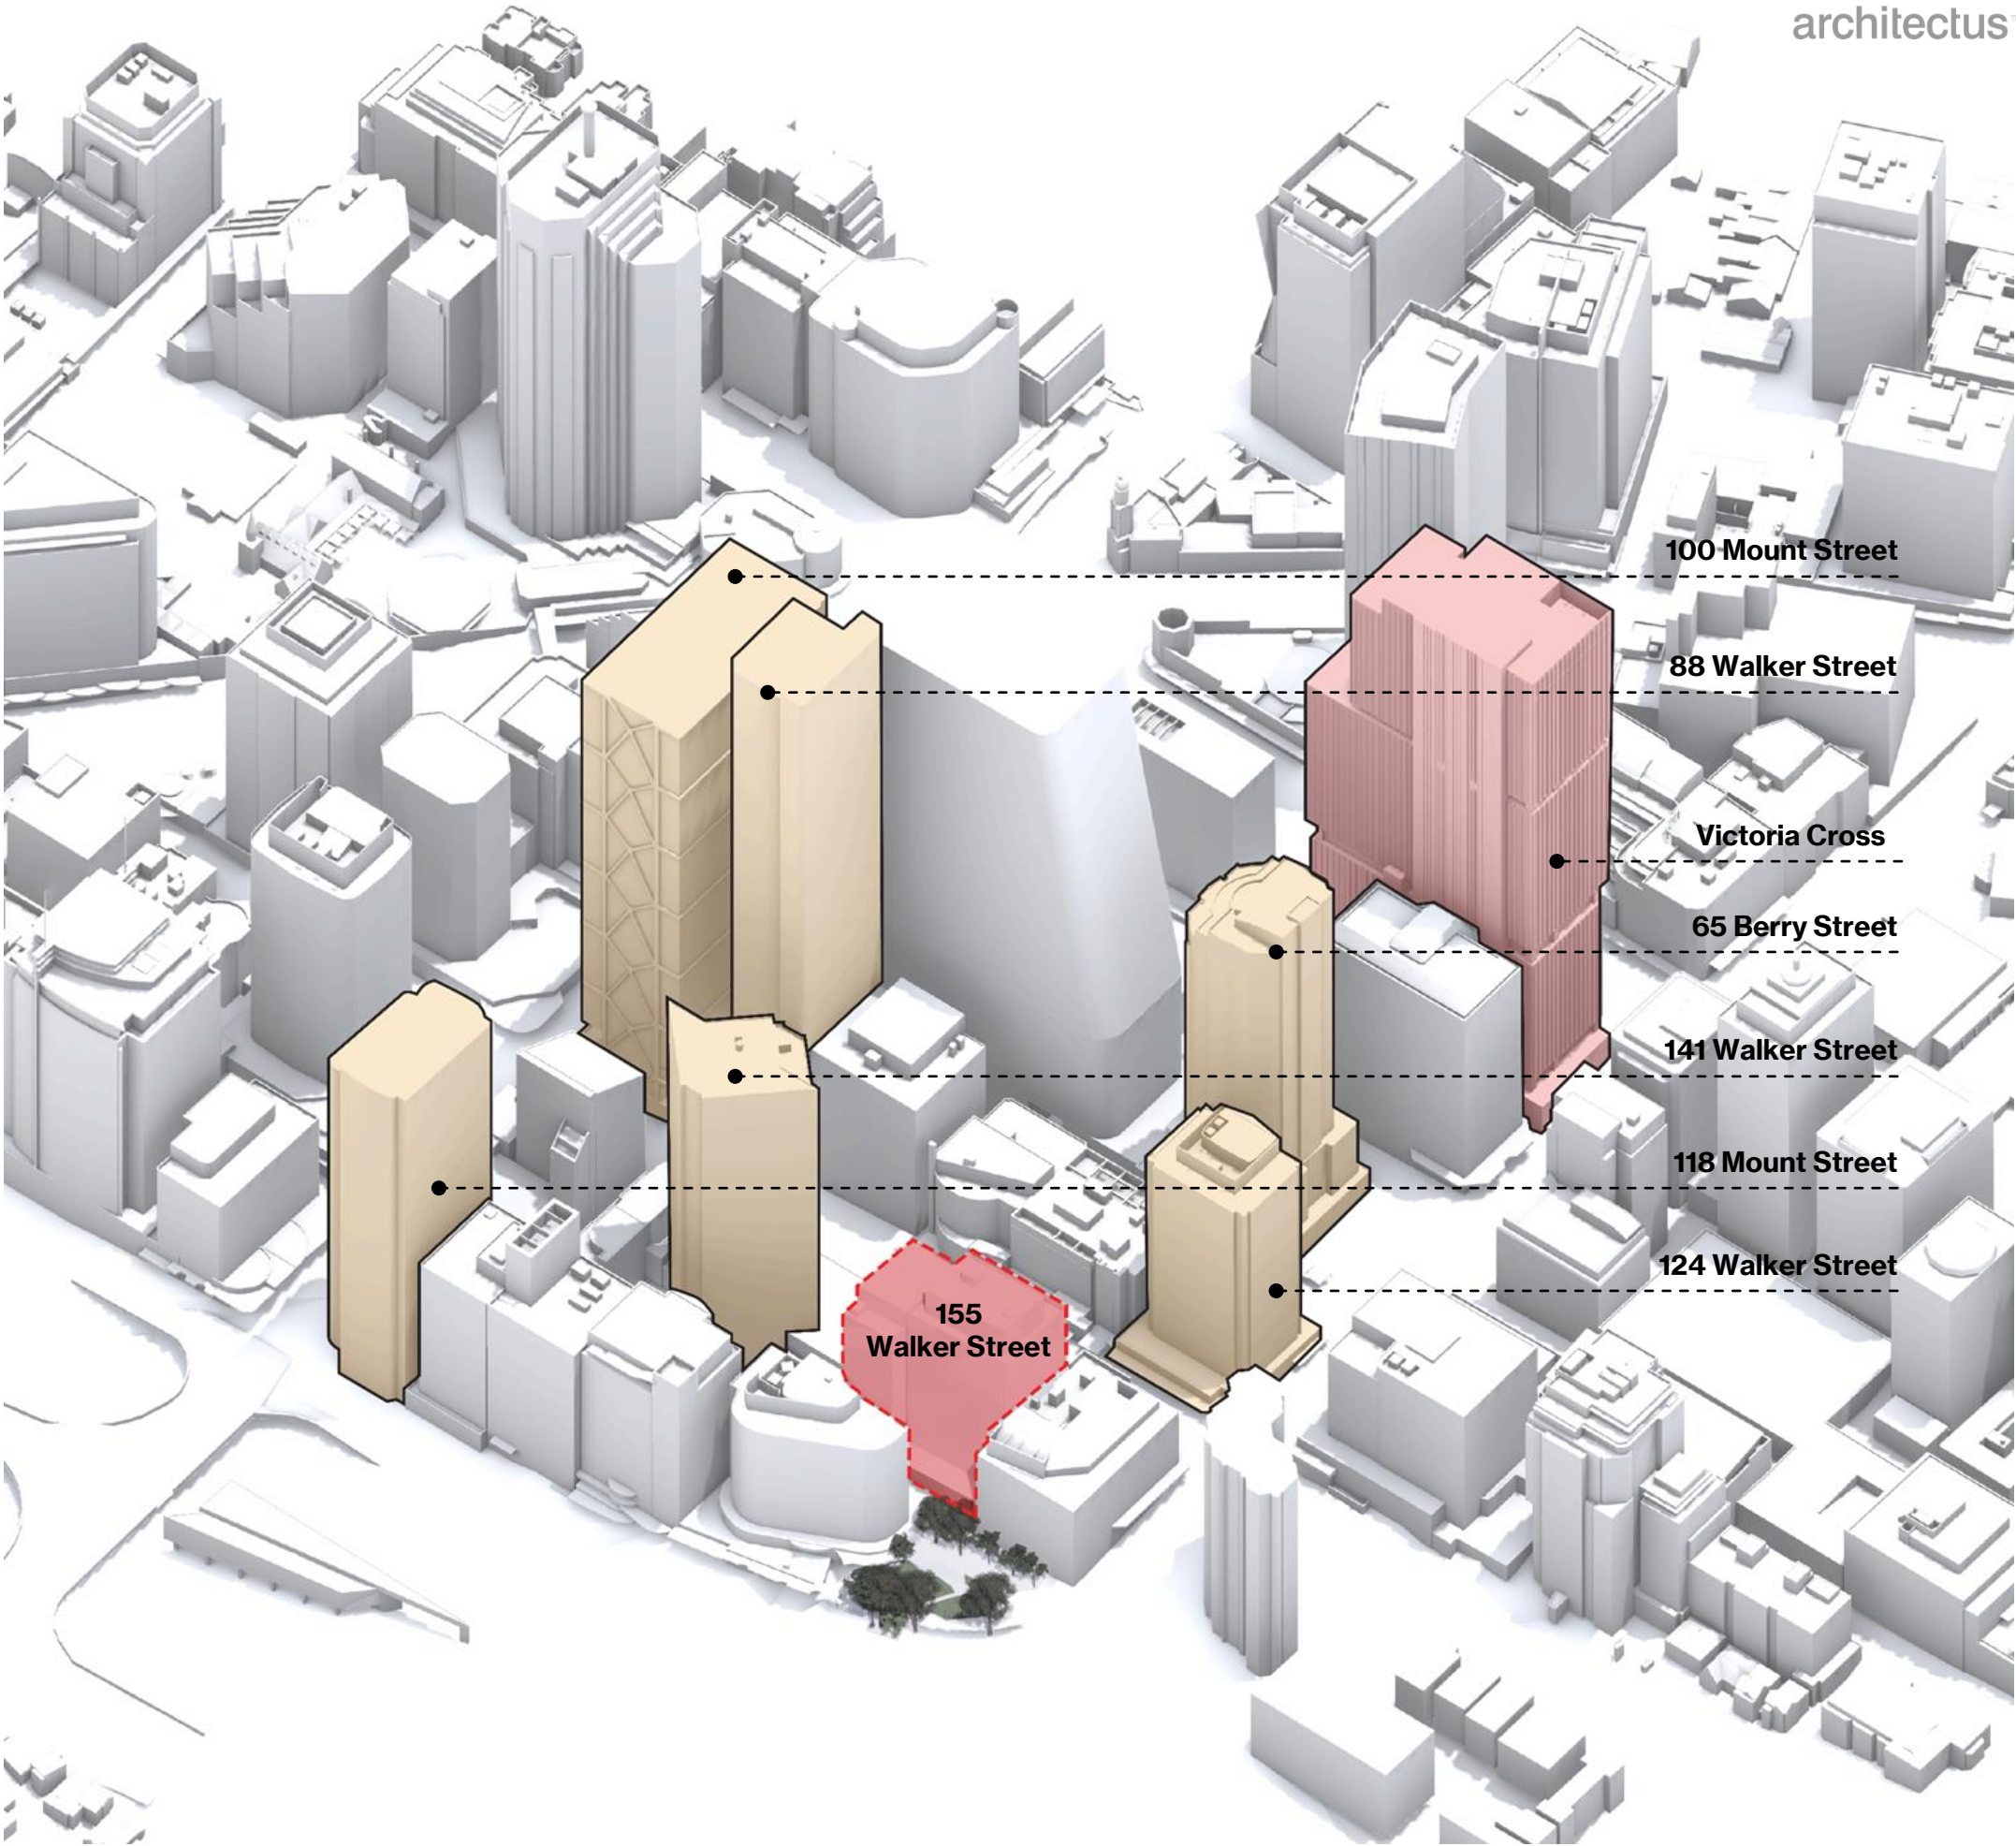 architectus
100 Mount Street
88 Walker Street
Victoria Cross
65 Berry Street
141 Walker Street
118 Mount Street
124 Walker Street
155
Walker Street